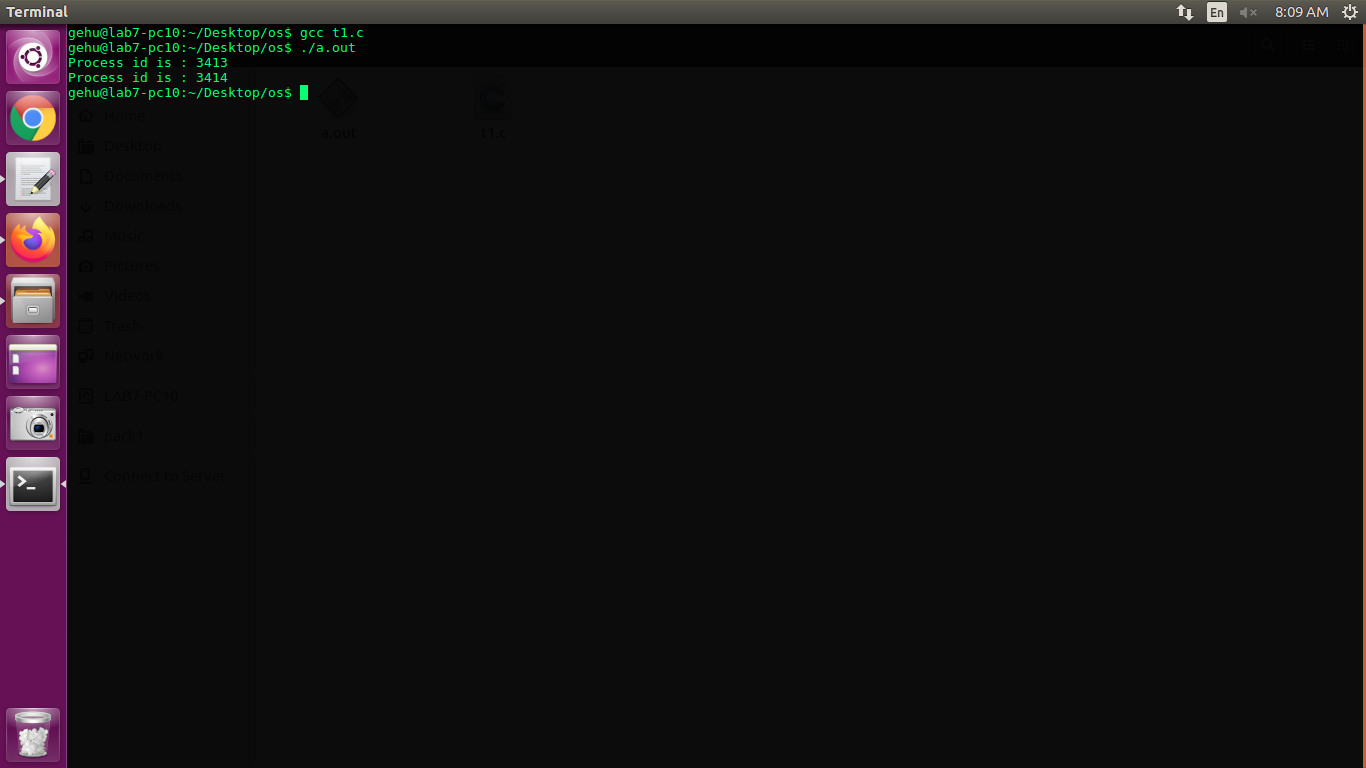 Terminal
En
8:09 AM
gehu@lab7-pc10:~/Desktop/os$ gcc t1.c
gehu@lab7-pc10:~/Desktop/os$ ./a.out
Process id is : 3413
Process id is : 3414
gehu@lab7-pc10:~/Desktop/os$
Home
a.out
t1.c
Desktop
Documents
Downloads
Music
Pictures
Videos
Trash
Network
LAB7-PC10
Connect to Server